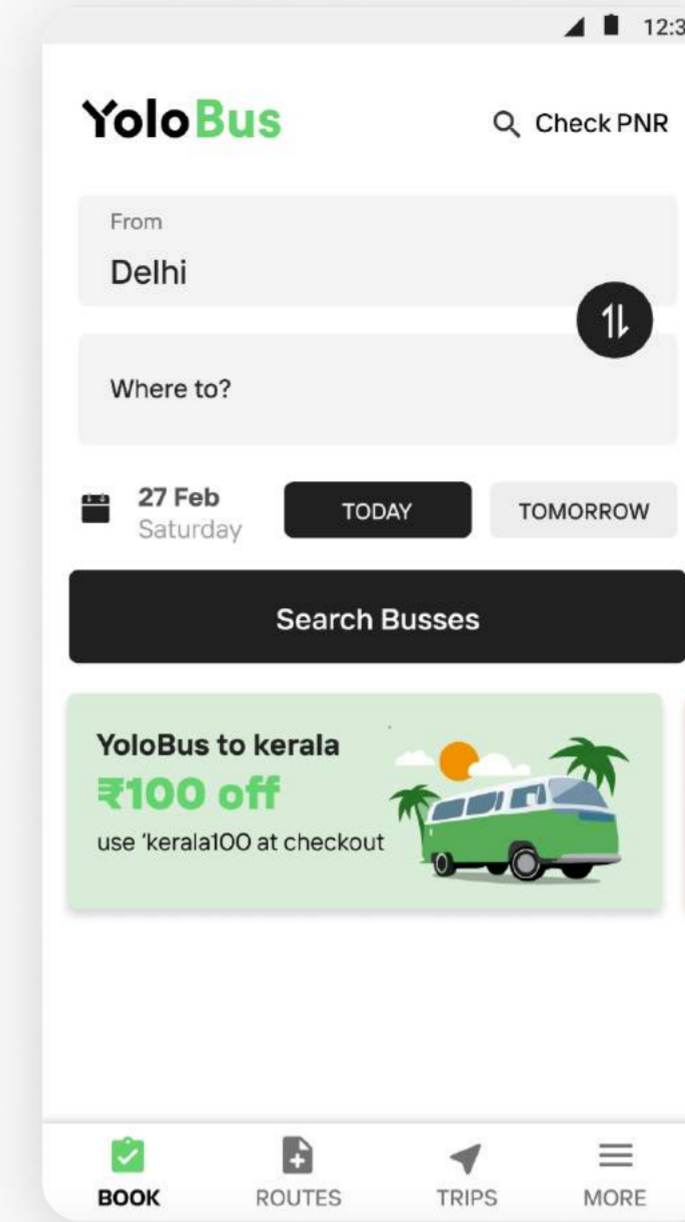 12:3
YoloBus
Check PNR
From
Delhi
Where to?
27 Feb
Saturday
TODAY
TOMORROW
Search Busses
YoloBus to kerala
₹100 off
use ‘kerala100 at checkout
BOOK
ROUTES
TRIPS
MORE